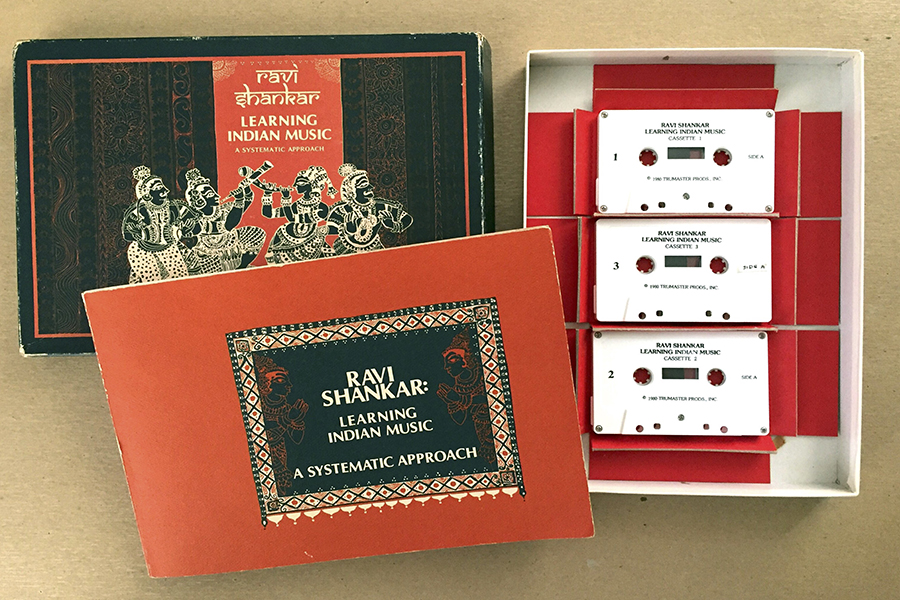 ravi
shankar
LEARNING
INDIAN MUSIC
A SYSTEMATIC APPROACH
RAVI
SHANKAR:
LEARNING
INDIAN MUSIC
A SYSTEMATIC APPROACH
RAVI SHANKAR
LEARNING INDIAN MUSIC
CASSETTE 1
1
SIDE A
℗ 1980 TRUMASTER PRODS., INC
RAVI SHANKAR
LEARNING INDIAN MUSIC
CASSETTE 3
3
SIDE A
℗ 1980 TRUMASTER PRODS., INC
RAVI SHANKAR
LEARNING INDIAN MUSIC
CASSETTE 2
2
SIDE A
℗ 1980 TRUMASTER PRODS., INC